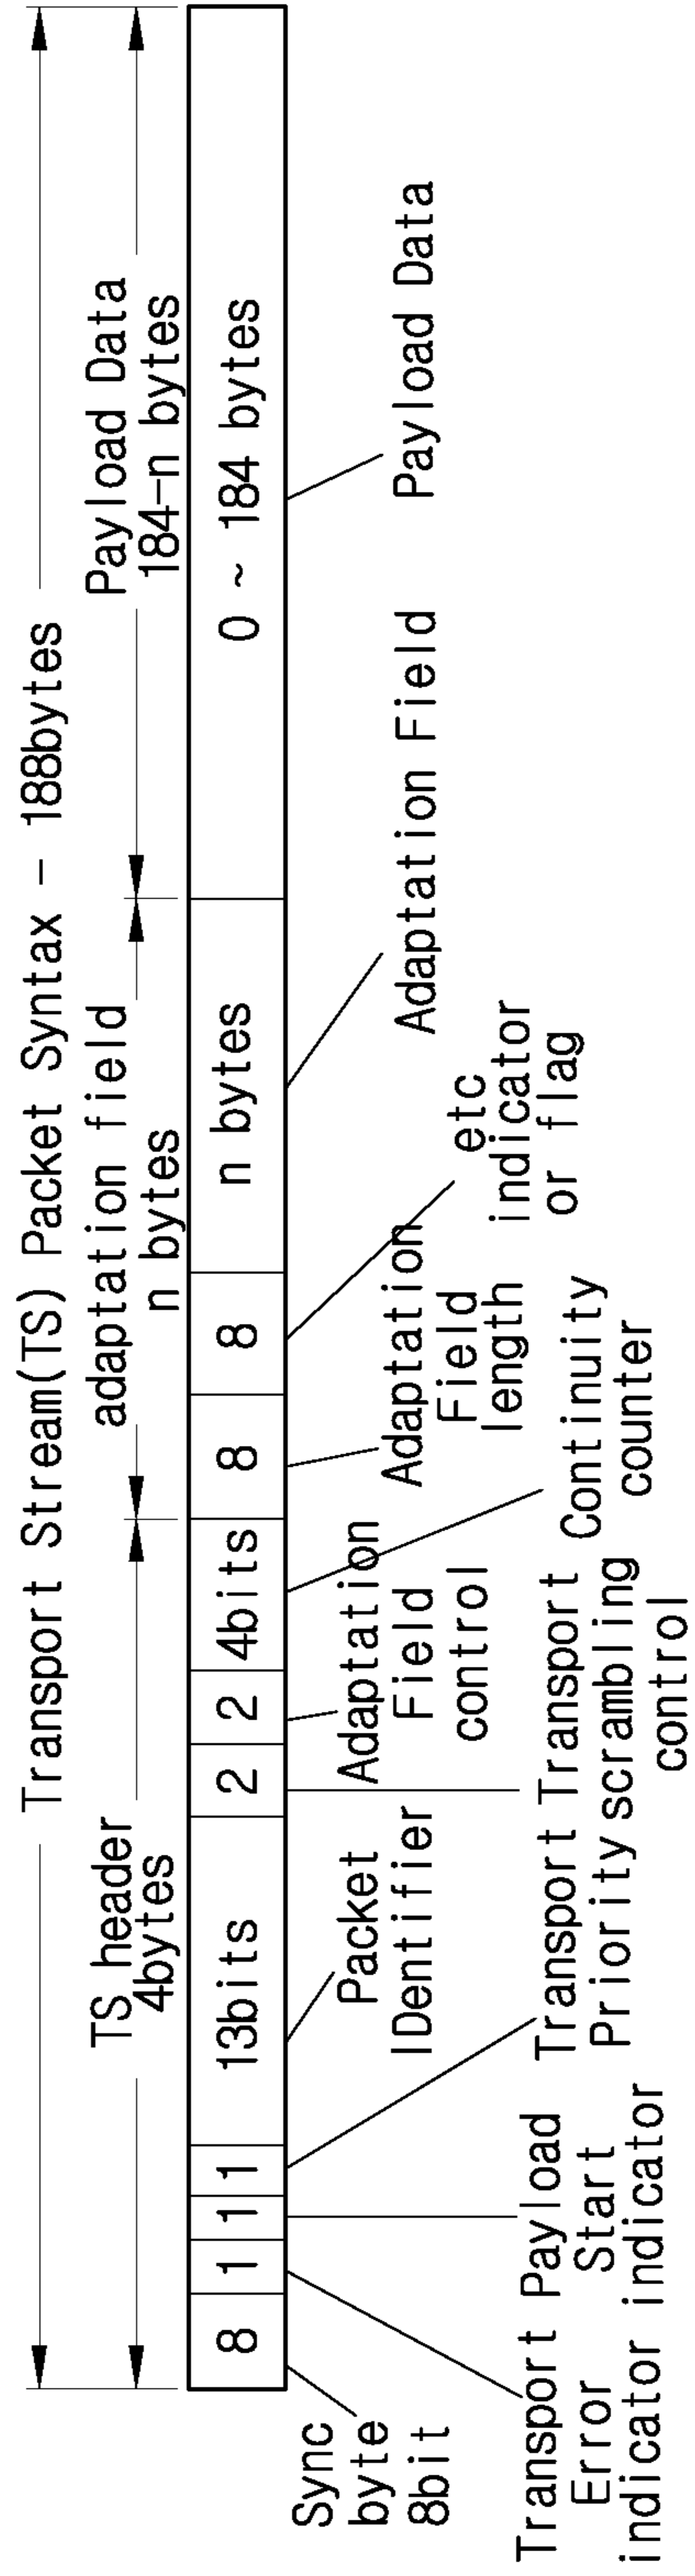 Transport Stream(TS) Packet Syntax - 188bytes
TS header
4bytes
adaptation field
n bytes
Payload Data
184-n bytes
8
1
1
1
13bits
2
2
4bits
8
8
n bytes
0 ~ 184 bytes
Sync
byte
8bit
Transport
Error
indicator
Payload
Start
indicator
Transport
Priority
Packet
IDentifier
Transport
scrambling
control
Adaptation
Field
control
Continuity
counter
Adaptation
Field
length
etc
indicator
or flag
Adaptation Field
Payload Data